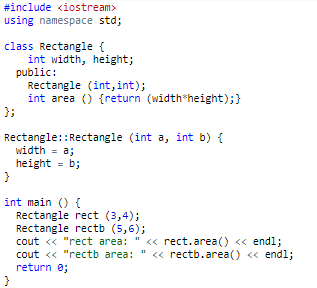 #include <iostream>
using namespace std;

class Rectangle {
    int width, height;
  public:
    Rectangle (int,int);
    int area () {return (width*height);}
};

Rectangle::Rectangle (int a, int b) {
  width = a;
  height = b;
}

int main () {
  Rectangle rect (3,4);
  Rectangle rectb (5,6);
  cout << "rect area: " << rect.area() << endl;
  cout << "rectb area: " << rectb.area() << endl;
  return 0;
}